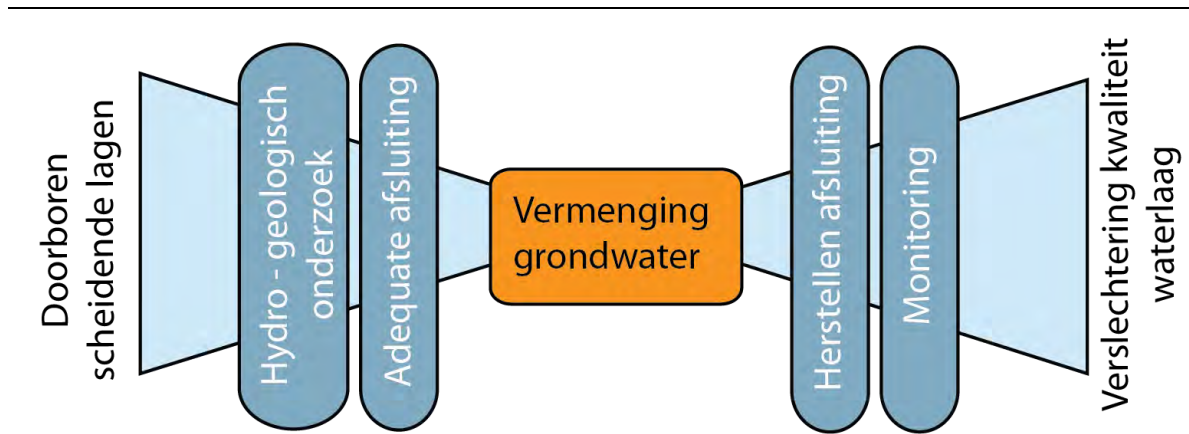 Doorboren
scheidende lagen
Hydro - geologisch
onderzoek
Adequate afsluiting
Vermenging
grondwater
Herstellen afsluiting
Monitoring
Verslechtering kwaliteit
waterlaag